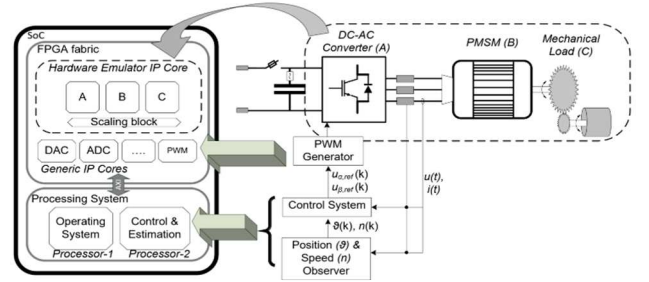 SoC
FPGA fabric
Hardware Emulator IP Core
A B C
Scaling block
DAC ADC .... PWM
Generic IP Cores
AXI
Processing System
Operating System
Control & Estimation
Processor-1 Processor-2
DC-AC
Converter (A)
PMSM (B)
Mechanical
Load (C)
PWM
Generator
uα,ref(k)
uβ,ref(k)
u(t),
i(t)
Control System
ϑ(k), n(k)
Position (ϑ) &
Speed (n)
Observer